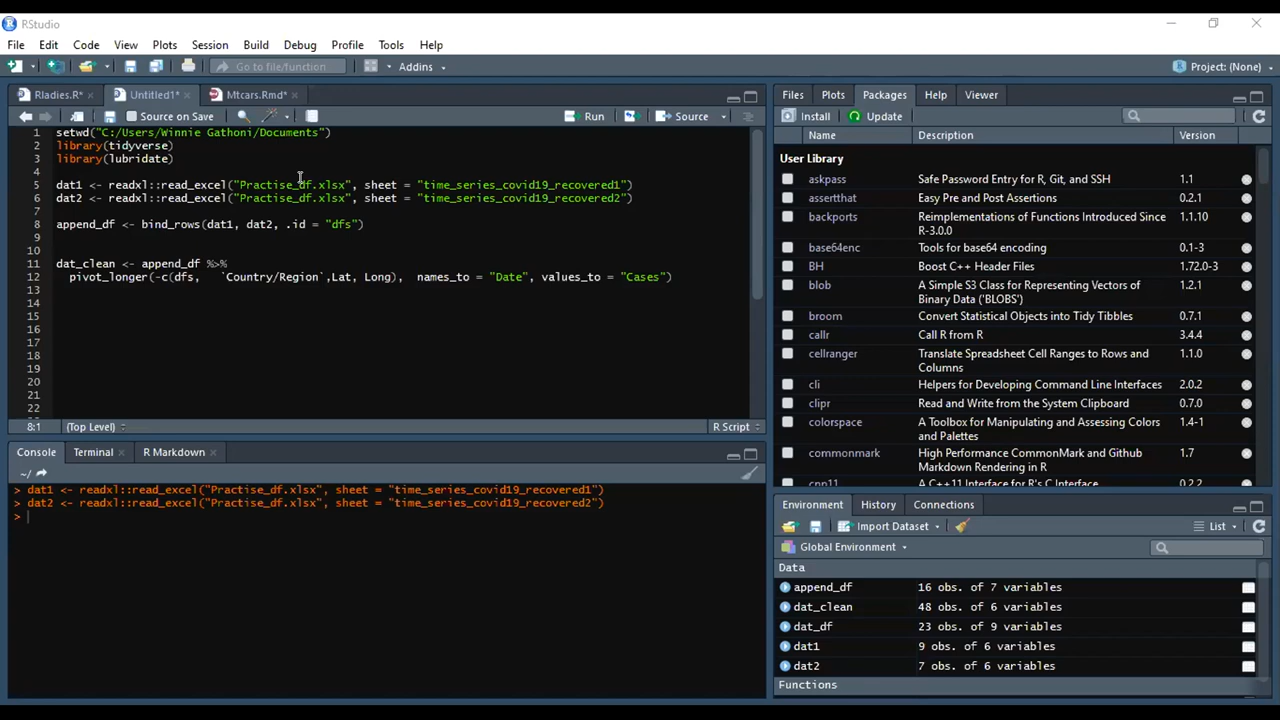 RStudio
File Edit View Plots Session Build Debug Profile Tools Help
Go to file/function Addins Project: (None)
Rladies.R* Untitled1* Mtcars.Rmd*
Source on Save Run Source
1 setwd("C:/Users/Winnie Gathoni/Documents")
2 library(tidyverse)
3 library(lubridate)
4
5 dat1 <- readxl::read_excel("Practise_df.xlsx", sheet = "time_series_covid19_recovered1")
6 dat2 <- readxl::read_excel("Practise_df.xlsx", sheet = "time_series_covid19_recovered2")
7
8 append_df <- bind_rows(dat1, dat2, .id = "dfs")
9
10
11 dat_clean <- append_df %>%
12 pivot_longer(-c(dfs, `Country/Region`,Lat, Long), names_to = "Date", values_to = "Cases")
13
14
15
16
17
18
19
20
21
22
8:1 (Top Level) R Script
Console Terminal R Markdown
~/
> dat1 <- readxl::read_excel("Practise_df.xlsx", sheet = "time_series_covid19_recovered1")
> dat2 <- readxl::read_excel("Practise_df.xlsx", sheet = "time_series_covid19_recovered2")
>
Files Plots Packages Help Viewer
Install Update
Name Description Version
User Library
askpass Safe Password Entry for R, Git, and SSH 1.1
assertthat Easy Pre and Post Assertions 0.2.1
backports Reimplementations of Functions Introduced Since 1.1.10
R-3.0.0
base64enc Tools for base64 encoding 0.1-3
BH Boost C++ Header Files 1.72.0-3
blob A Simple S3 Class for Representing Vectors of 1.2.1
Binary Data ('BLOBS')
broom Convert Statistical Objects into Tidy Tibbles 0.7.1
callr Call R from R 3.4.4
cellranger Translate Spreadsheet Cell Ranges to Rows and 1.1.0
Columns
cli Helpers for Developing Command Line Interfaces 2.0.2
clipr Read and Write from the System Clipboard 0.7.0
colorspace A Toolbox for Manipulating and Assessing Colors 1.4-1
and Palettes
commonmark High Performance CommonMark and Github 1.7
Markdown Rendering in R
cpp11 A C++11 Interface for R's C Interface 0.2.2
Environment History Connections
Import Dataset List
Global Environment
Data
append_df 16 obs. of 7 variables
dat_clean 48 obs. of 6 variables
dat_df 23 obs. of 9 variables
dat1 9 obs. of 6 variables
dat2 7 obs. of 6 variables
Functions